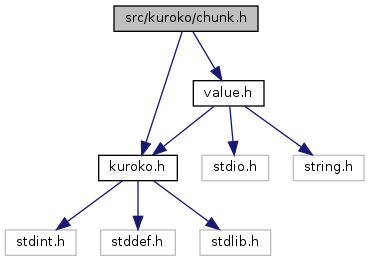 src/kuroko/chunk.h
value.h
kuroko.h
stdio.h
string.h
stdint.h
stddef.h
stdlib.h